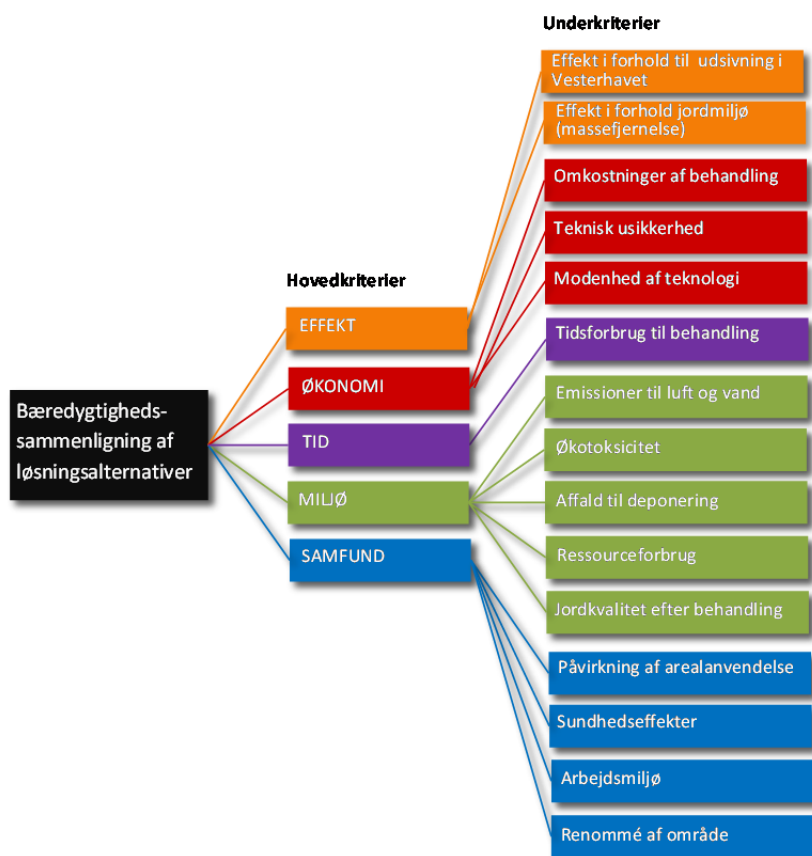 Underkriterier
Effekt i forhold til udsivning i
Vesterhavet
Effekt i forhold jordmiljø
(massefjernelse)
Omkostninger af behandling
Teknisk usikkerhed
Modenhed af teknologi
Tidsforbrug til behandling
Emissioner til luft og vand
Økotoksicitet
Affald til deponering
Ressourceforbrug
Jordkvalitet efter behandling
Påvirkning af arealanvendelse
Sundhedseffekter
Arbejdsmiljø
Renommé af område
Hovedkriterier
EFFEKT
ØKONOMI
TID
MILJØ
SAMFUND
Bæredygtigheds-
sammenligning af
løsningsalternativer